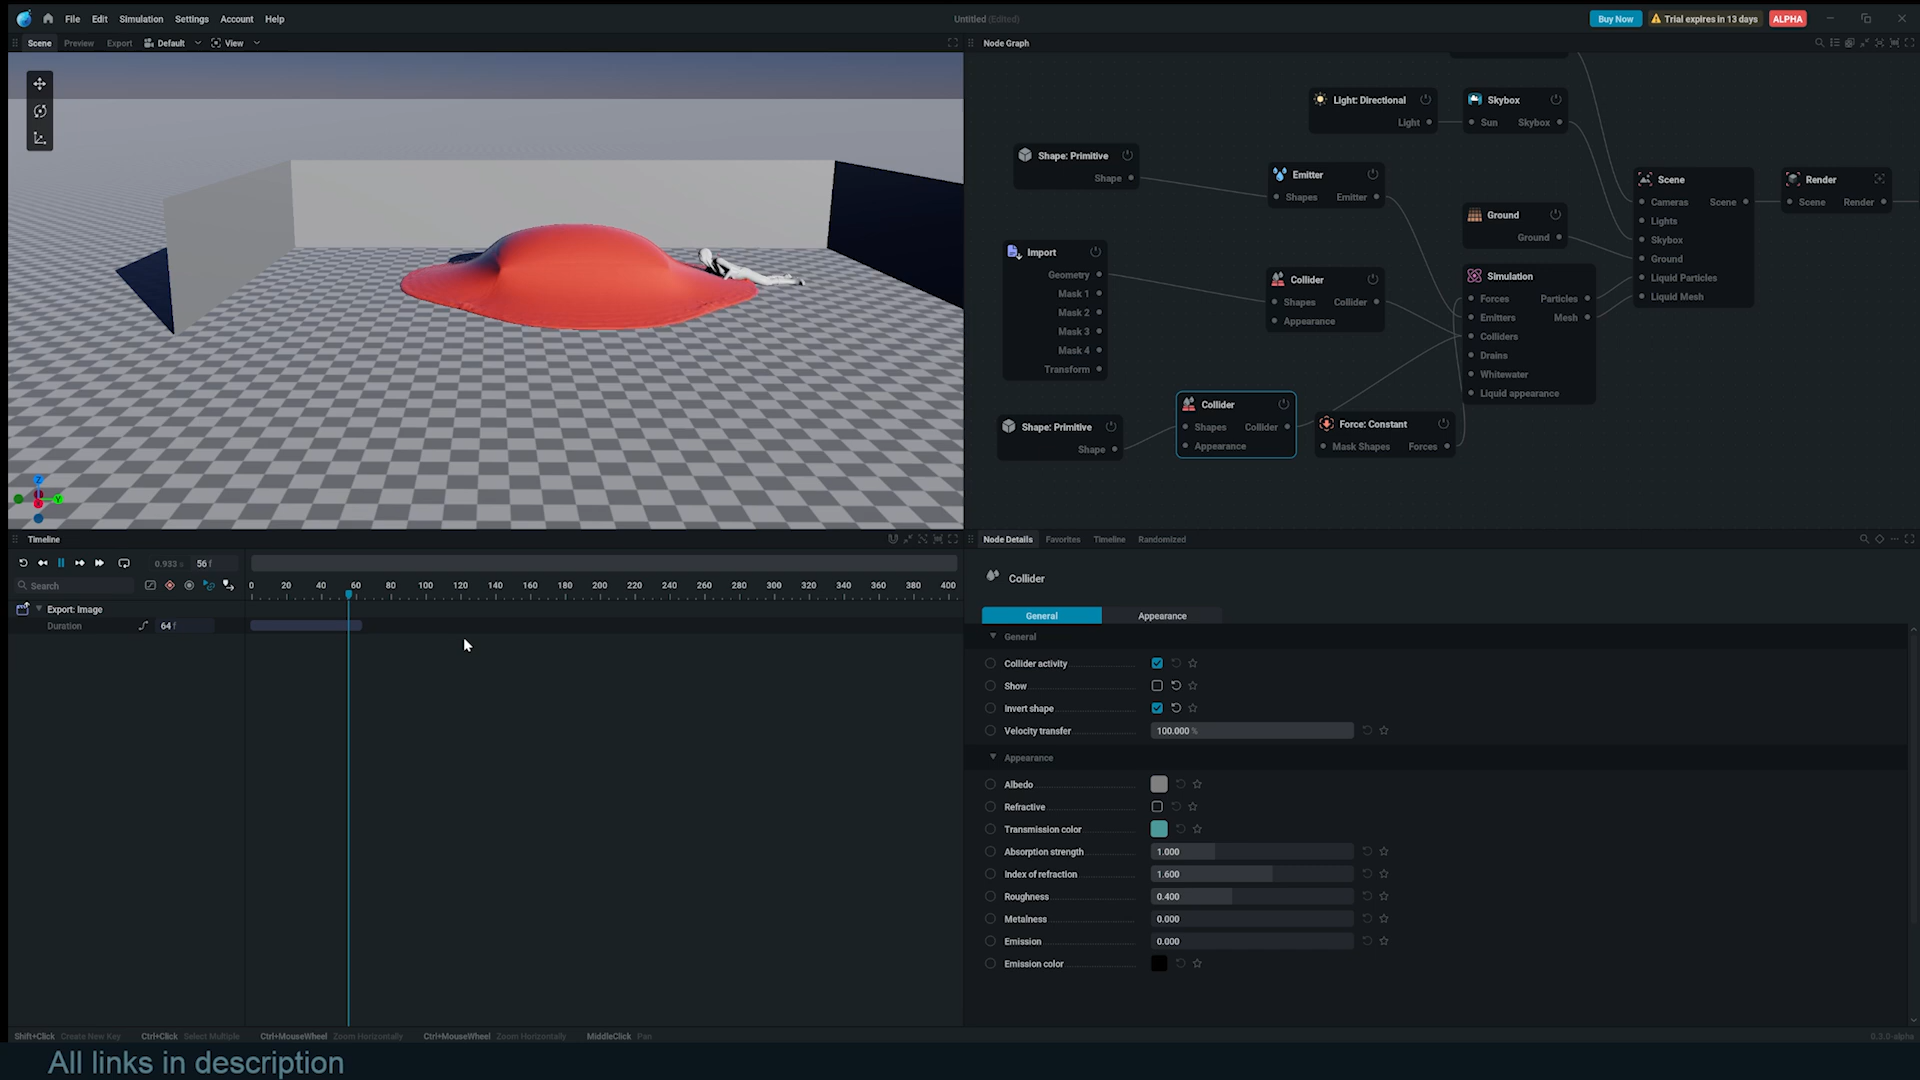 File Edit Simulation Settings Account Help
Untitled (Edited)
Buy Now
Trial expires in 13 days
ALPHA
Scene Preview Export Default View
Node Graph
Light: Directional
Light
Skybox
Sun Skybox
Shape: Primitive
Shape
Emitter
Shapes Emitter
Scene
Cameras Scene
Lights
Skybox
Ground
Liquid Particles
Liquid Mesh
Render
Scene Render
Ground
Ground
Import
Geometry
Mask 1
Mask 2
Mask 3
Mask 4
Transform
Collider
Shapes Collider
Appearance
Simulation
Forces Particles
Emitters Mesh
Colliders
Drains
Whitewater
Liquid appearance
Collider
Shapes Collider
Appearance
Shape: Primitive
Shape
Force: Constant
Mask Shapes Forces
Z
Y
Timeline
0.933 s 56 f
Search
0 20 40 60 80 100 120 140 160 180 200 220 240 260 280 300 320 340 360 380 400
Export: Image
Duration 64 f
Node Details Favorites Timeline Randomized
Collider
General Appearance
General
Collider activity
Show
Invert shape
Velocity transfer 100.000 %
Appearance
Albedo
Refractive
Transmission color
Absorption strength 1.000
Index of refraction 1.600
Roughness 0.400
Metalness 0.000
Emission 0.000
Emission color
Shift+Click Create New Key Ctrl+Click Select Multiple Ctrl+MouseWheel Zoom Horizontally Ctrl+MouseWheel Zoom Horizontally MiddleClick Pan
0.3.0-alpha
All links in description